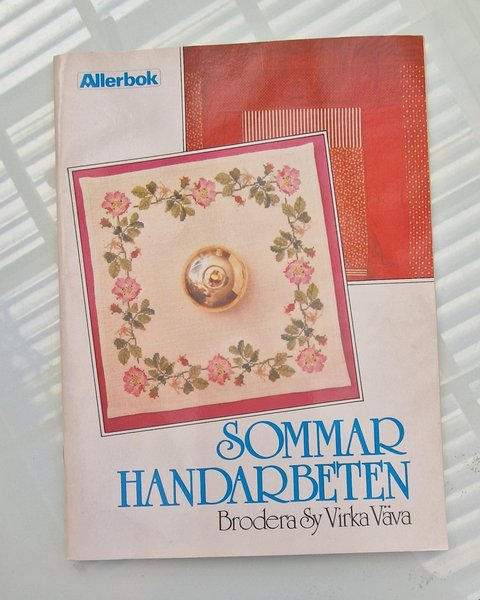 Allerbok
SOMMAR
HANDARBETEN
Brodera Sy Virka Väva